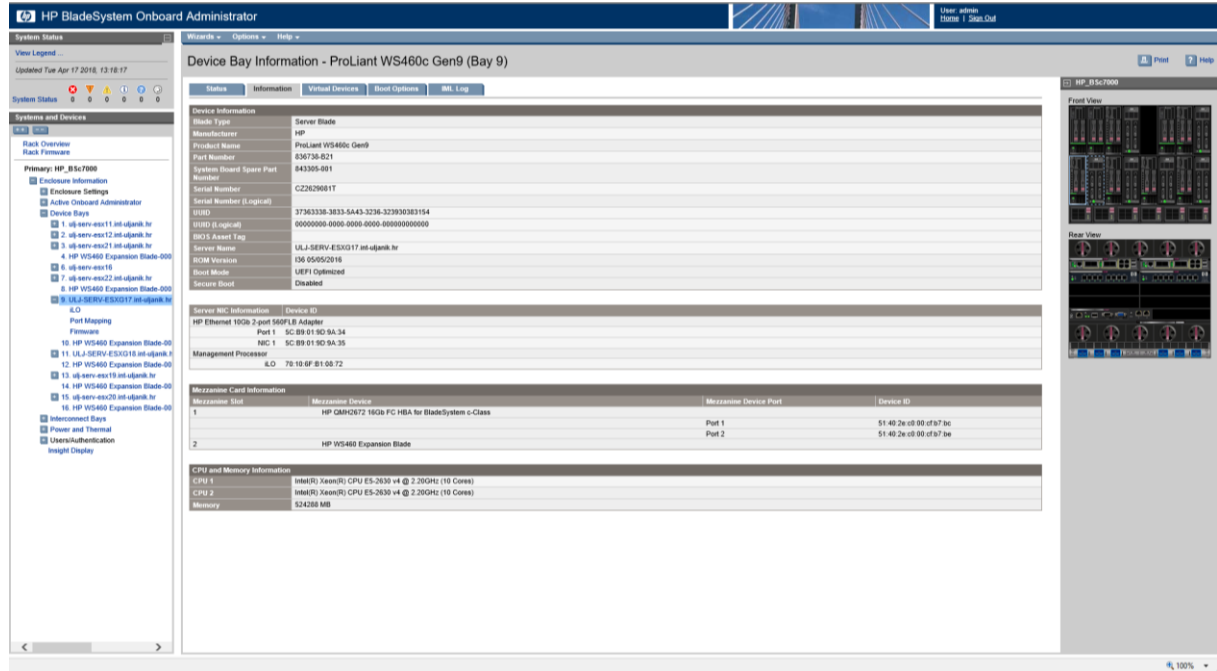 HP BladeSystem Onboard Administrator
User: admin
Home | Sign Out
System Status
Wizards Options Help
View Legend ...
Updated Tue Apr 17 2018, 13:18:17
System Status 0 0 0 0 0 0
Systems and Devices
Rack Overview
Rack Firmware
Primary: HP_BSc7000
Enclosure Information
Enclosure Settings
Active Onboard Administrator
Device Bays
1. ulj-serv-esx11.int-uljanik.hr
2. ulj-serv-esx12.int-uljanik.hr
3. ulj-serv-esx21.int-uljanik.hr
4. HP WS460 Expansion Blade-000
6. ulj-serv-esx16
7. ulj-serv-esx22.int-uljanik.hr
8. HP WS460 Expansion Blade-000
9. ULJ-SERV-ESXG17.int-uljanik.hr
iLO
Port Mapping
Firmware
10. HP WS460 Expansion Blade-00
11. ULJ-SERV-ESXG18.int-uljanik.h
12. HP WS460 Expansion Blade-00
13. ulj-serv-esx19.int-uljanik.hr
14. HP WS460 Expansion Blade-00
15. ulj-serv-esx20.int-uljanik.hr
16. HP WS460 Expansion Blade-00
Interconnect Bays
Power and Thermal
Users/Authentication
Insight Display
Device Bay Information - ProLiant WS460c Gen9 (Bay 9)
Print Help
Status Information Virtual Devices Boot Options IML Log
Device Information
Blade Type Server Blade
Manufacturer HP
Product Name ProLiant WS460c Gen9
Part Number 836738-B21
System Board Spare Part Number 843305-001
Serial Number CZ2629081T
Serial Number (Logical)
UUID 37363338-3833-5A43-3236-323930383154
UUID (Logical) 00000000-0000-0000-0000-000000000000
BIOS Asset Tag
Server Name ULJ-SERV-ESXG17.int-uljanik.hr
ROM Version I36 05/05/2016
Boot Mode UEFI Optimized
Secure Boot Disabled
Server NIC Information Device ID
HP Ethernet 10Gb 2-port 560FLB Adapter
Port 1 5C:B9:01:9D:9A:34
NIC 1 5C:B9:01:9D:9A:35
Management Processor
iLO 70:10:6F:B1:08:72
Mezzanine Card Information
Mezzanine Slot Mezzanine Device Mezzanine Device Port Device ID
1 HP QMH2672 16Gb FC HBA for BladeSystem c-Class
Port 1 51:40:2e:c0:00:cf:b7:bc
Port 2 51:40:2e:c0:00:cf:b7:be
2 HP WS460 Expansion Blade
CPU and Memory Information
CPU 1 Intel(R) Xeon(R) CPU E5-2630 v4 @ 2.20GHz (10 Cores)
CPU 2 Intel(R) Xeon(R) CPU E5-2630 v4 @ 2.20GHz (10 Cores)
Memory 524288 MB
HP_BSc7000
Front View
Rear View
100%